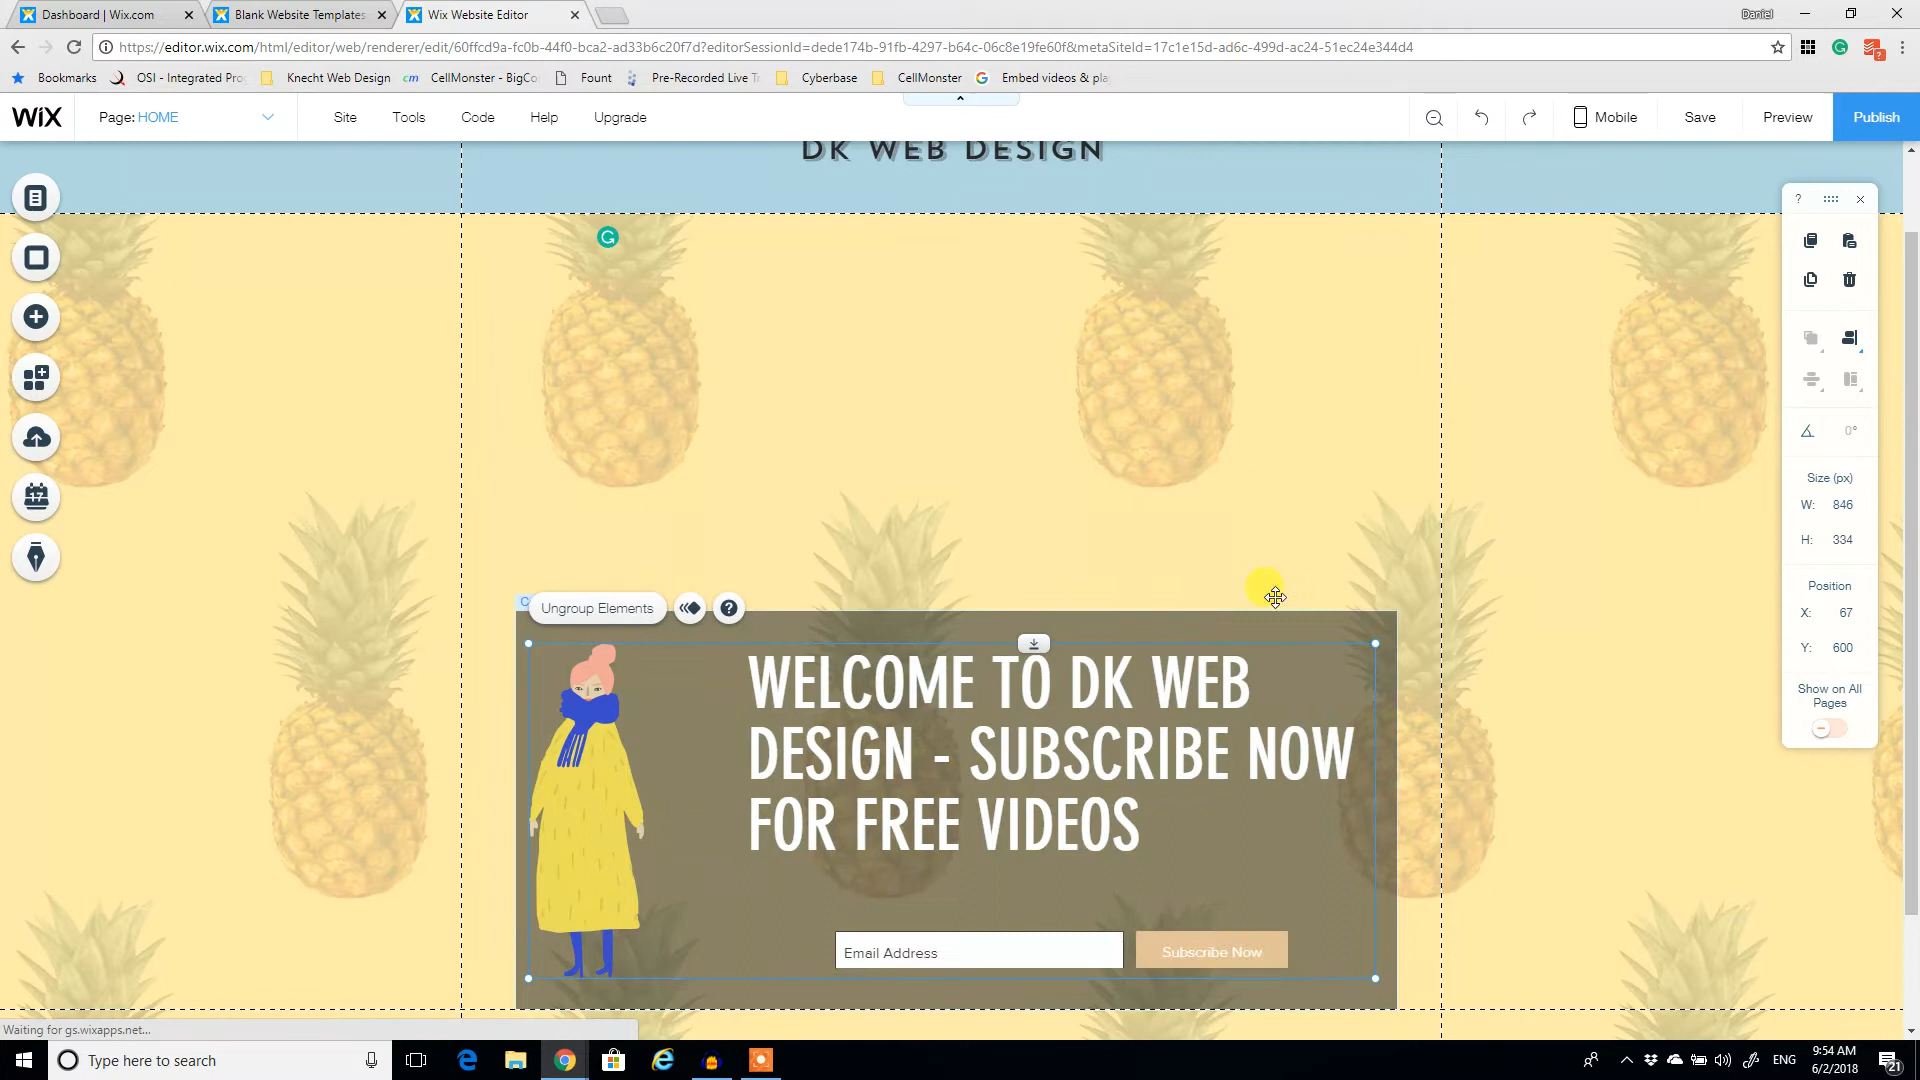 Dashboard | Wix.com
Blank Website Templates
Wix Website Editor
Daniel
https://editor.wix.com/html/editor/web/renderer/edit/60ffcd9a-fc0b-44f0-bca2-ad33b6c20f7d?editorSessionId=dede174b-91fb-4297-b64c-06c8e19fe60f&metaSiteId=17c1e15d-ad6c-499d-ac24-51ec24e344d4
Bookmarks
OSI - Integrated Pro
Knecht Web Design
cm CellMonster - BigCo
Fount
Pre-Recorded Live T
Cyberbase
CellMonster
Embed videos & pla
WiX
Page: HOME
Site
Tools
Code
Help
Upgrade
Mobile
Save
Preview
Publish
DK WEB DESIGN
17
?
0°
Size (px)
W: 846
H: 334
Position
X: 67
Y: 600
Show on All
Pages
Ungroup Elements
?
WELCOME TO DK WEB
DESIGN - SUBSCRIBE NOW
FOR FREE VIDEOS
Email Address
Subscribe Now
Waiting for gs.wixapps.net...
Type here to search
ENG
9:54 AM
6/2/2018
21